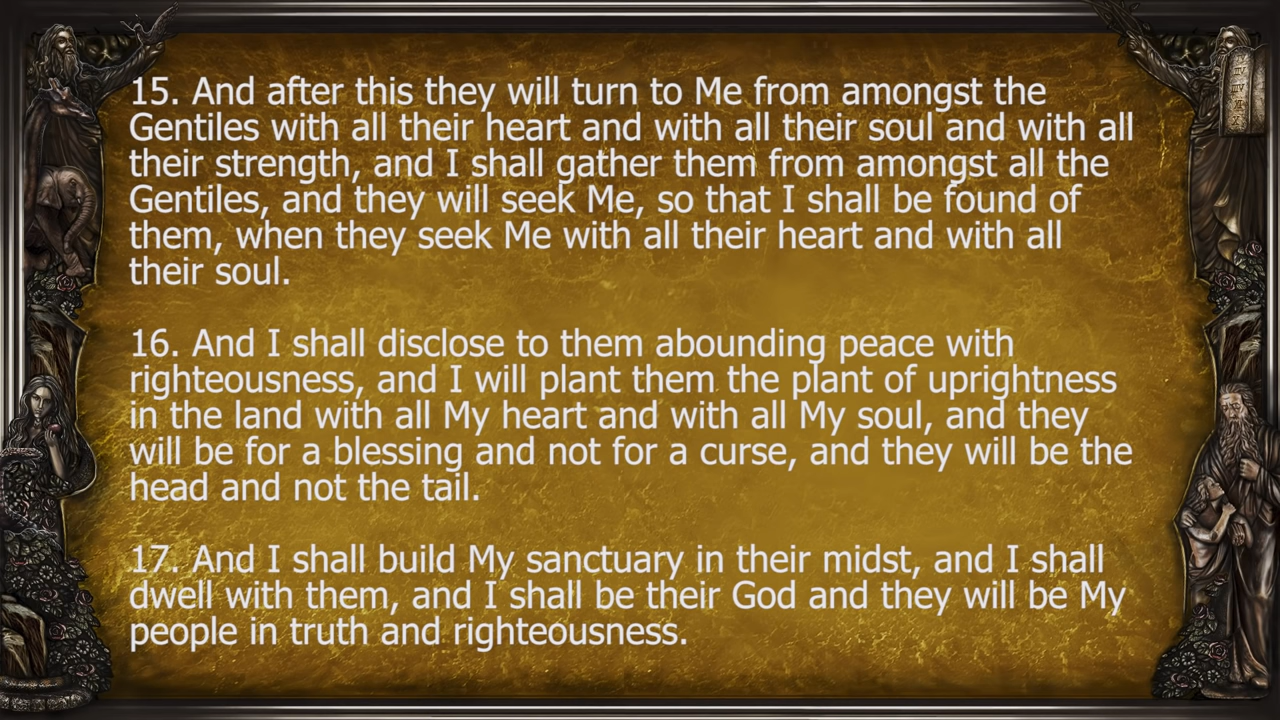 15. And after this they will turn to Me from amongst the
Gentiles with all their heart and with all their soul and with all
their strength, and I shall gather them from amongst all the
Gentiles, and they will seek Me, so that I shall be found of
them, when they seek Me with all their heart and with all
their soul.
16. And I shall disclose to them abounding peace with
righteousness, and I will plant them the plant of uprightness
in the land with all My heart and with all My soul, and they
will be for a blessing and not for a curse, and they will be the
head and not the tail.
17. And I shall build My sanctuary in their midst, and I shall
dwell with them, and I shall be their God and they will be My
people in truth and righteousness.